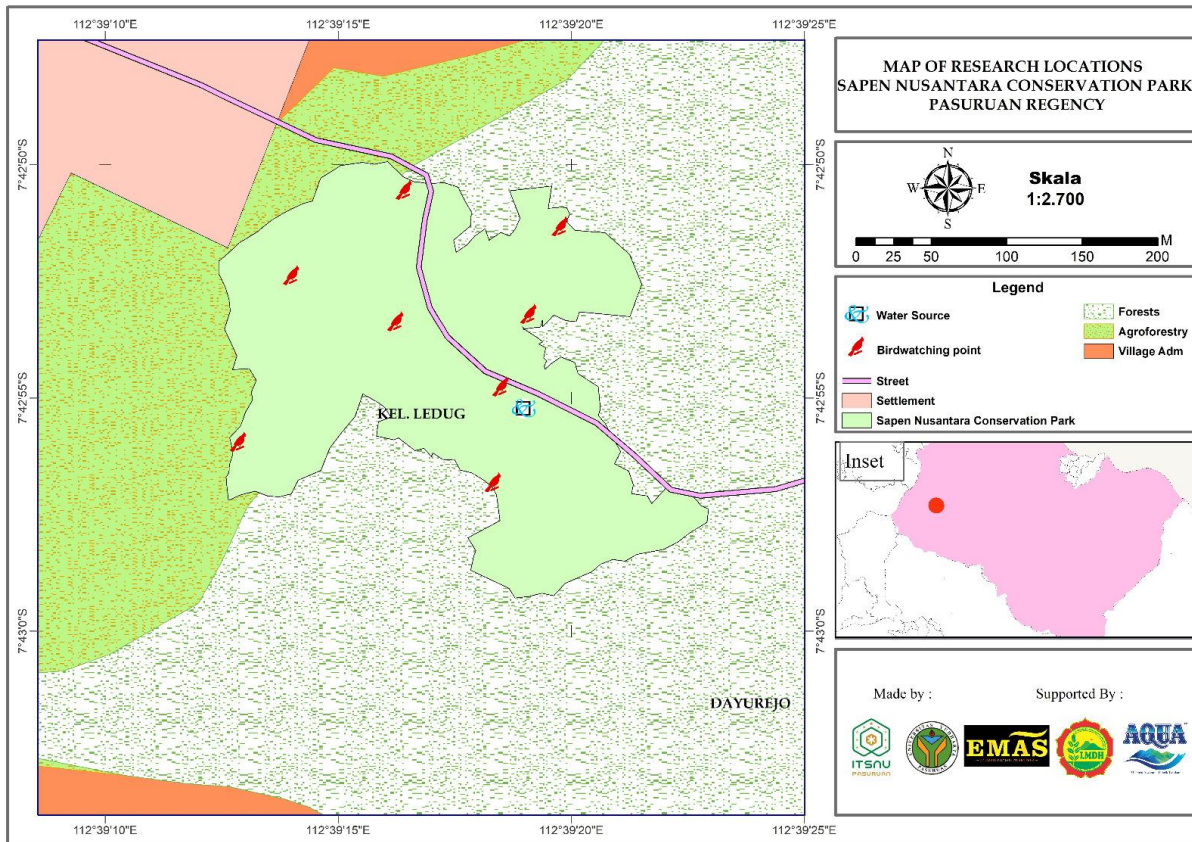 112°39'10"E 112°39'15"E 112°39'20"E 112°39'25"E
7°42'50"S 7°42'50"S
7°42'55"S 7°42'55"S
7°43'0"S 7°43'0"S
112°39'10"E 112°39'15"E 112°39'20"E 112°39'25"E
KEL. LEDUG
DAYUREJO
MAP OF RESEARCH LOCATIONS
SAPEN NUSANTARA CONSERVATION PARK
PASURUAN REGENCY
N
W E
S
Skala
1:2.700
M
0 25 50 100 150 200
Legend
Water Source
Birdwatching point
Street
Settlement
Sapen Nusantara Conservation Park
Forests
Agroforestry
Village Adm
Inset
Made by :
Supported By :
ITSNU
PASURUAN
EMAS
LMDH
AQUA